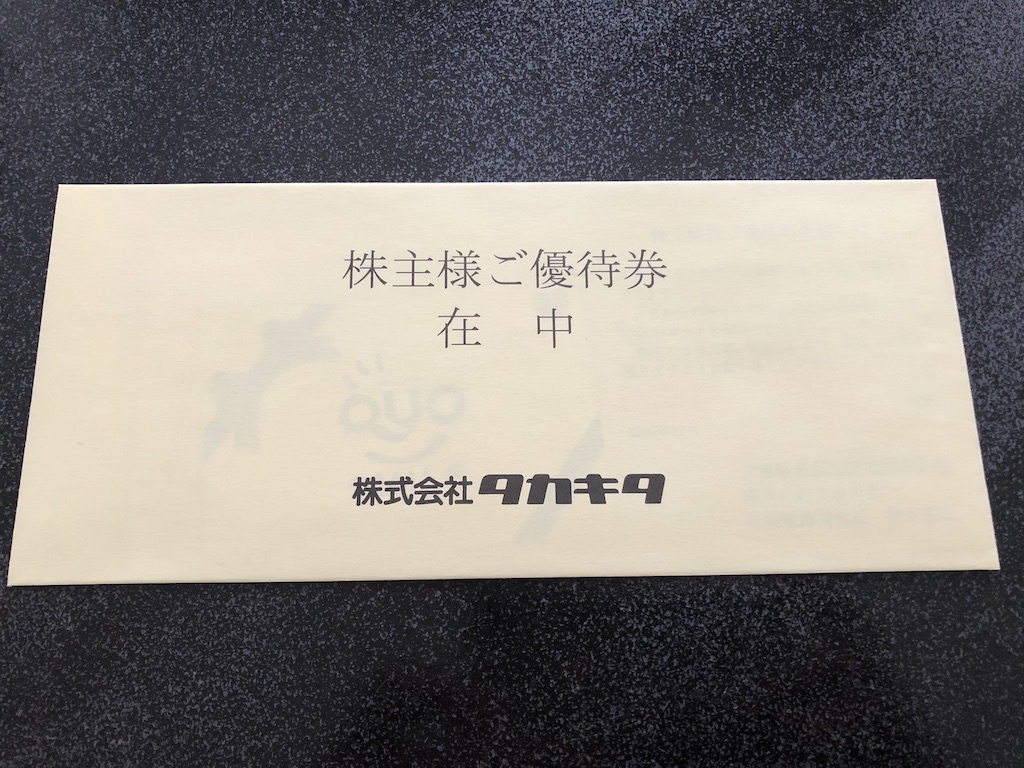 株主様ご優待券
在　中
株式会社 タカキタ